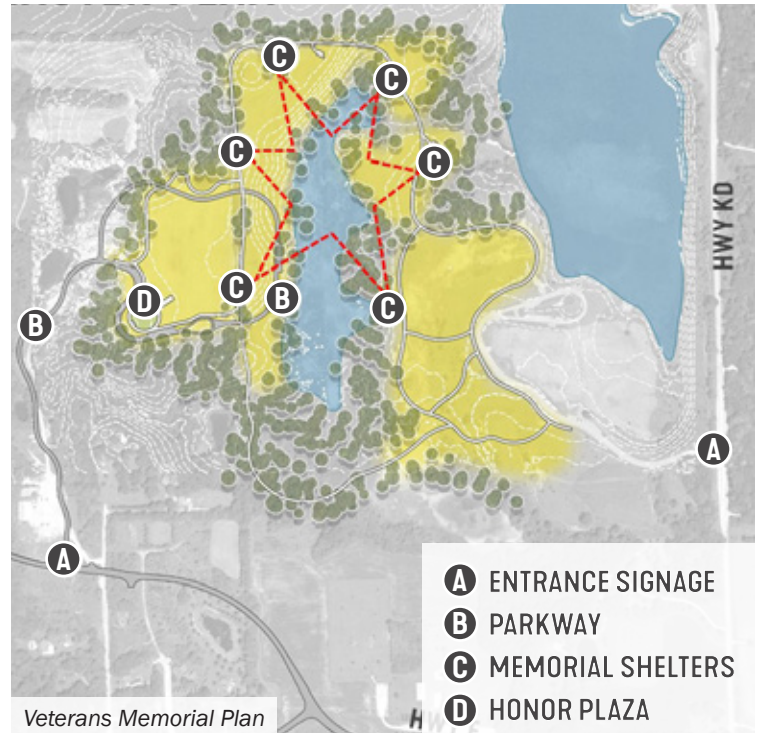 C
C
C
C
HWY KD
D
C
B
C
B
A
A
A ENTRANCE SIGNAGE
B PARKWAY
C MEMORIAL SHELTERS
D HONOR PLAZA
Veterans Memorial Plan